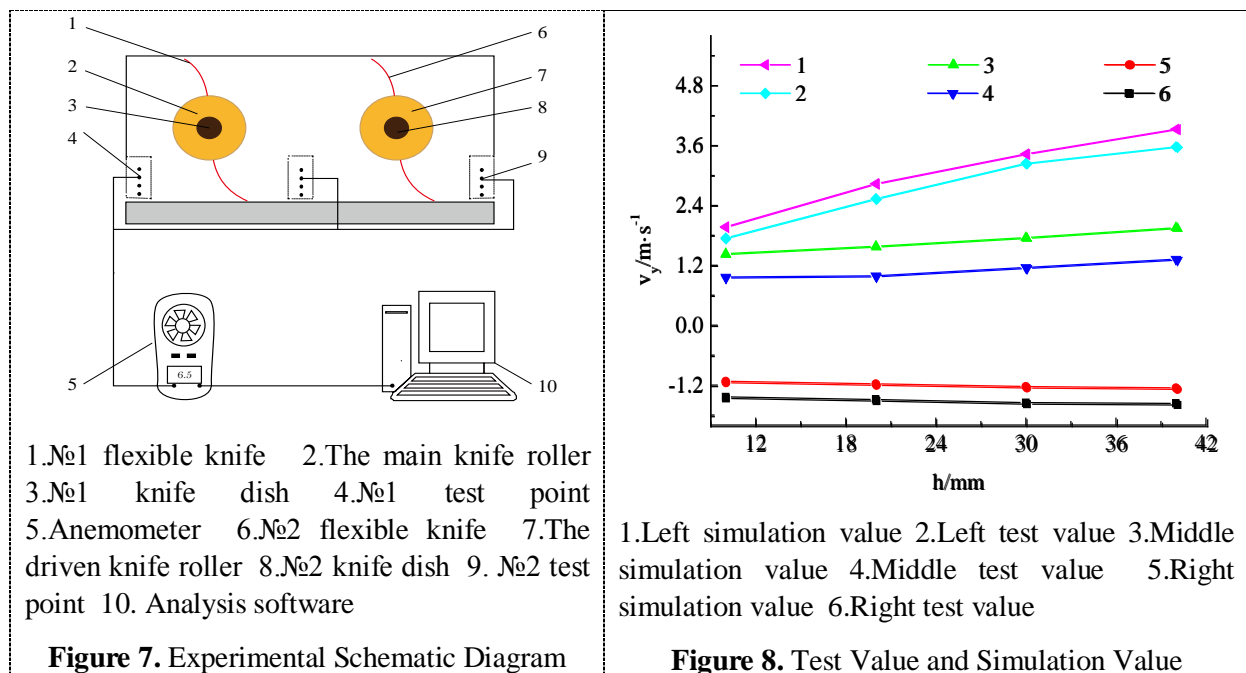 1
2
3
4
5
6
7
8
9
10
6.5
1.№1 flexible knife 2.The main knife roller
3.№1 knife dish 4.№1 test point
5.Anemometer 6.№2 flexible knife 7.The
driven knife roller 8.№2 knife dish 9. №2 test
point 10. Analysis software
Figure 7. Experimental Schematic Diagram
1 3 5
2 4 6
4.8
3.6
2.4
1.2
0.0
-1.2
v_y/m·s⁻¹
12 18 24 30 36 42
h/mm
1.Left simulation value 2.Left test value 3.Middle
simulation value 4.Middle test value 5.Right
simulation value 6.Right test value
Figure 8. Test Value and Simulation Value